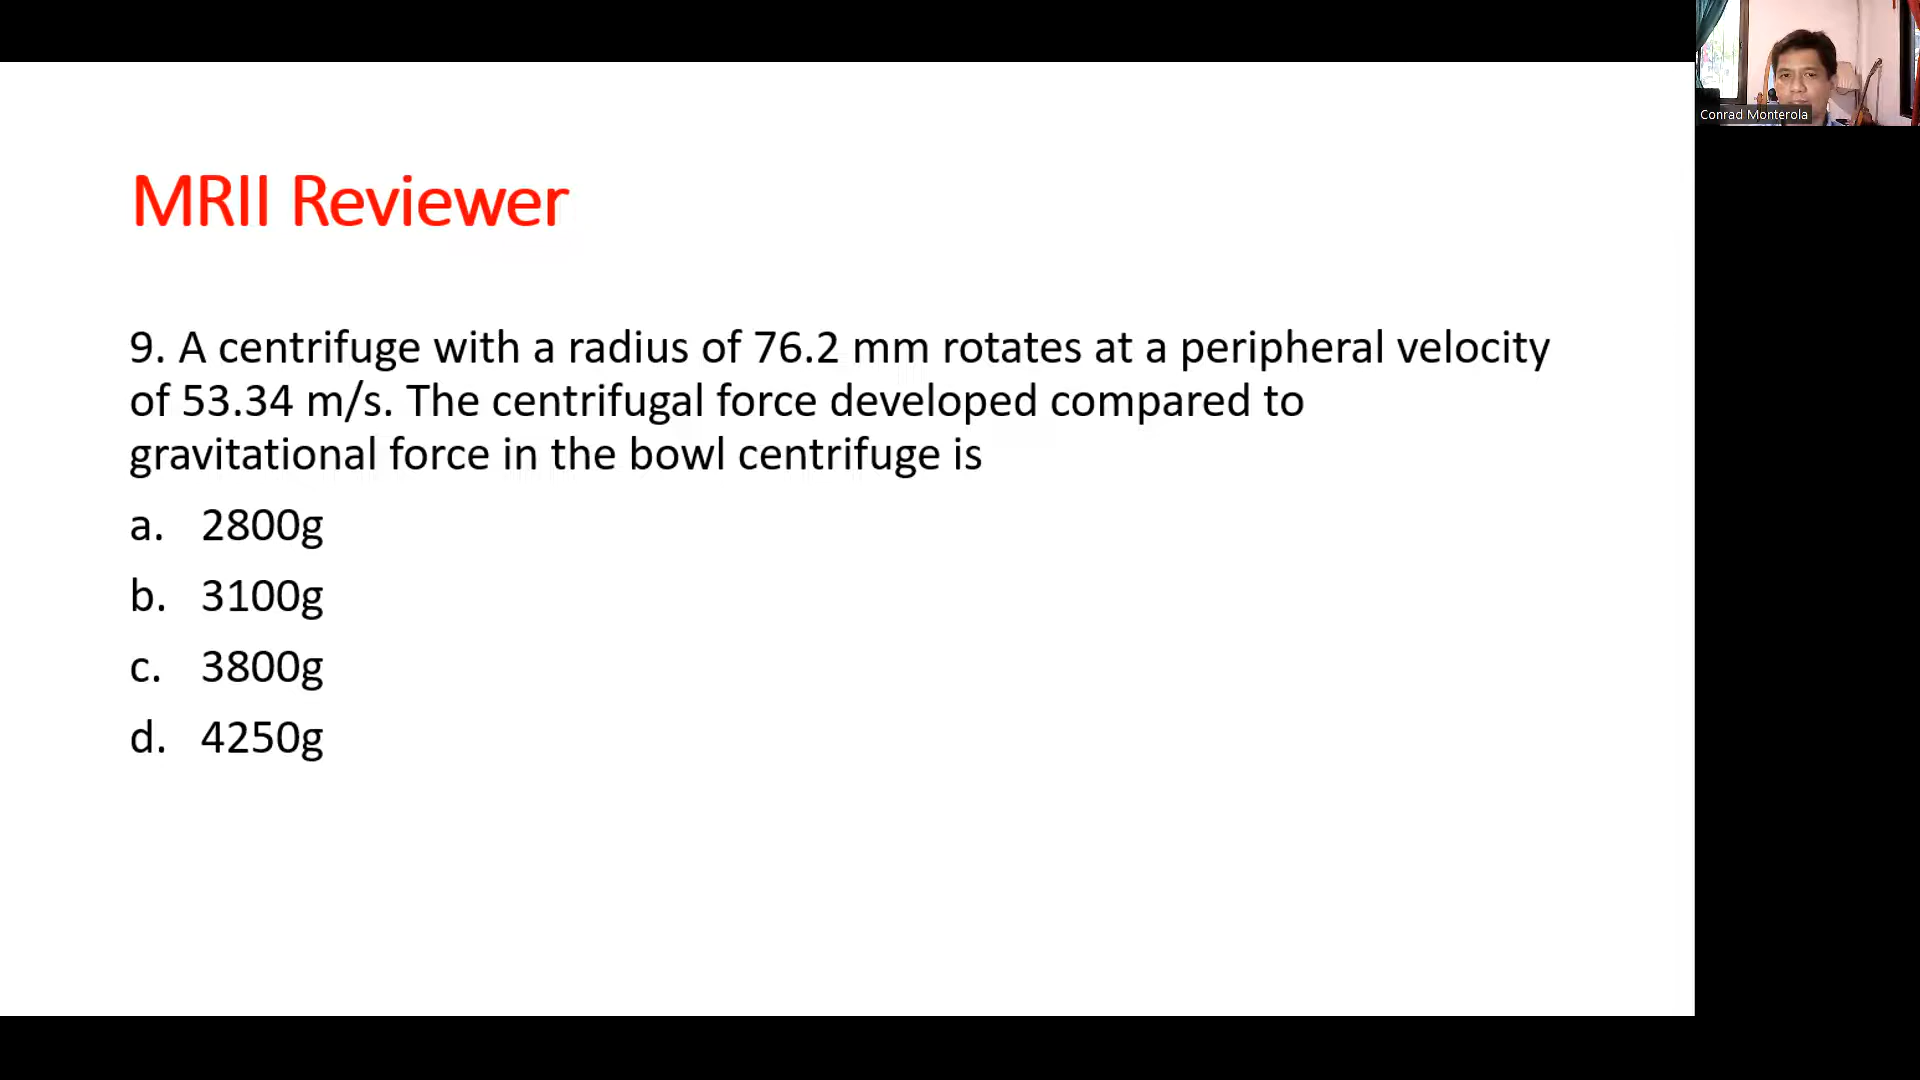 Conrad Monterola
MRII Reviewer
9. A centrifuge with a radius of 76.2 mm rotates at a peripheral velocity
of 53.34 m/s. The centrifugal force developed compared to
gravitational force in the bowl centrifuge is
a. 2800g
b. 3100g
c. 3800g
d. 4250g